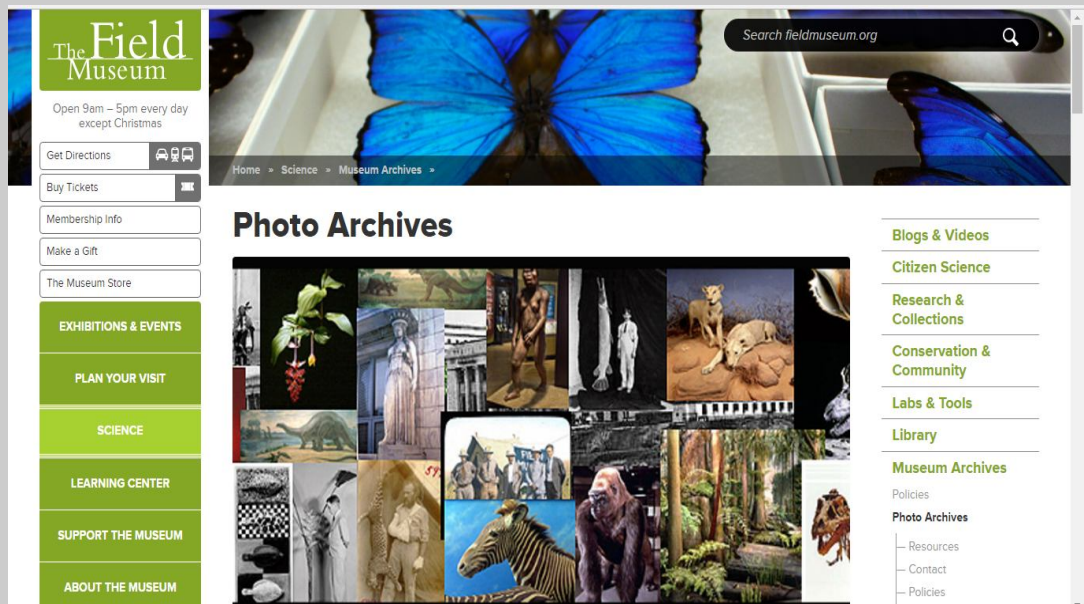 The Field
Museum
Open 9am – 5pm every day
except Christmas
Get Directions
Buy Tickets
Membership Info
Make a Gift
The Museum Store
EXHIBITIONS & EVENTS
PLAN YOUR VISIT
SCIENCE
LEARNING CENTER
SUPPORT THE MUSEUM
ABOUT THE MUSEUM
Search fieldmuseum.org
Home » Science » Museum Archives »
Photo Archives
Blogs & Videos
Citizen Science
Research &
Collections
Conservation &
Community
Labs & Tools
Library
Museum Archives
Policies
Photo Archives
Resources
Contact
Policies